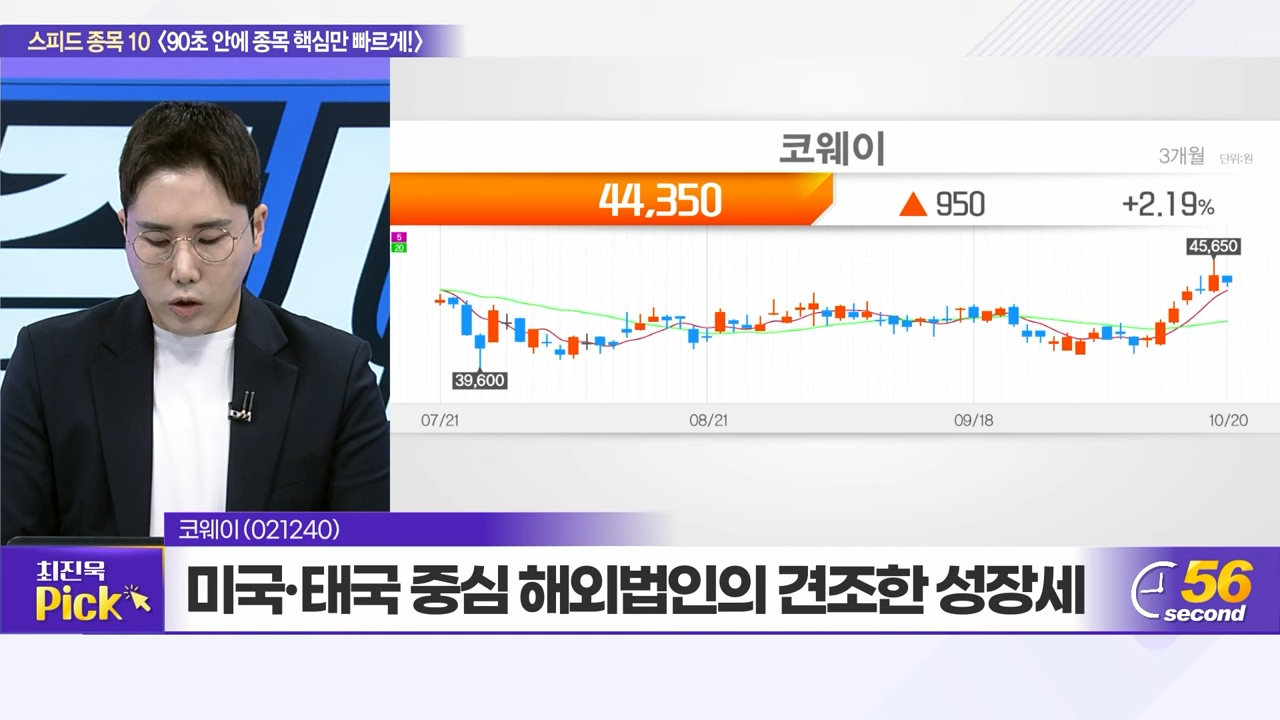 스피드 종목 10 〈90초 안에 종목 핵심만 빠르게!〉
코웨이
3개월 단위:원
44,350 ▲ 950 +2.19%
5
20
45,650
39,600
07/21 08/21 09/18 10/20
코웨이(021240)
최진욱
Pick
미국·태국 중심 해외법인의 견조한 성장세
56
second